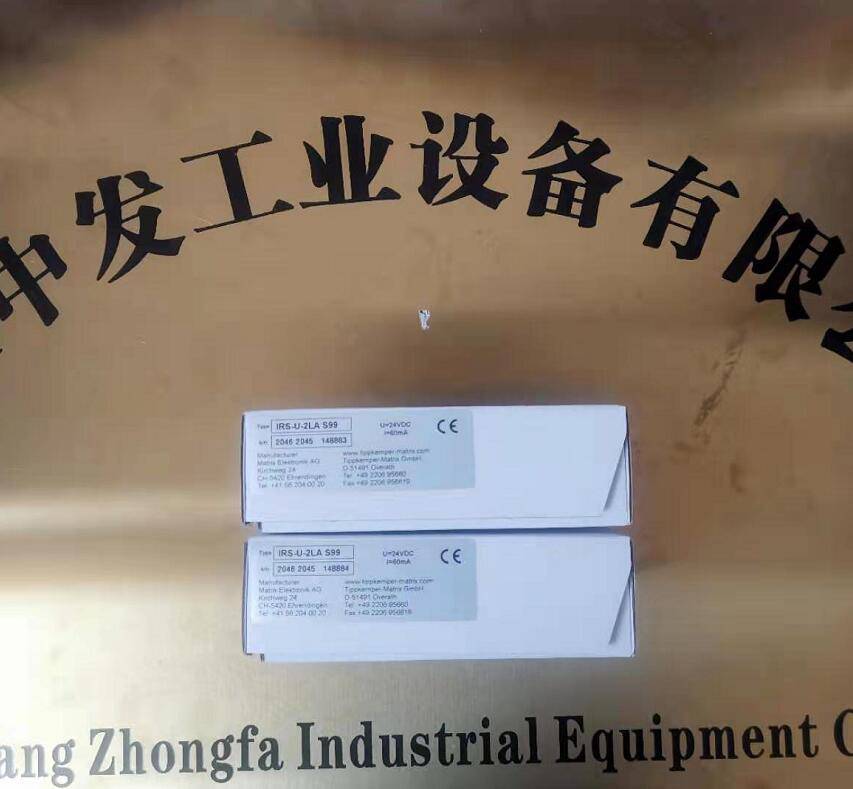 中发工业设备有限公
Type IRS-U-2LA S99
s/n: 2046 2045 148883
U=24VDC
I=60mA
CE
Manufacturer
Matrix Elektronik AG
Kirchweg 24
CH-5420 Ehrendingen
Tel. +41 56 204 00 20
www.tippkemper-matrix.com
Tippkemper-Matrix GmbH
D-51491 Overath
Tel. +49 2206 95660
Fax +49 2206 956619
Type IRS-U-2LA S99
s/n: 2046 2045 148884
U=24VDC
I=60mA
CE
Manufacturer
Matrix Elektronik AG
Kirchweg 24
CH-5420 Ehrendingen
Tel. +41 56 204 00 20
www.tippkemper-matrix.com
Tippkemper-Matrix GmbH
D-51491 Overath
Tel. +49 2206 95660
Fax +49 2206 956619
ang Zhongfa Industrial Equipment C